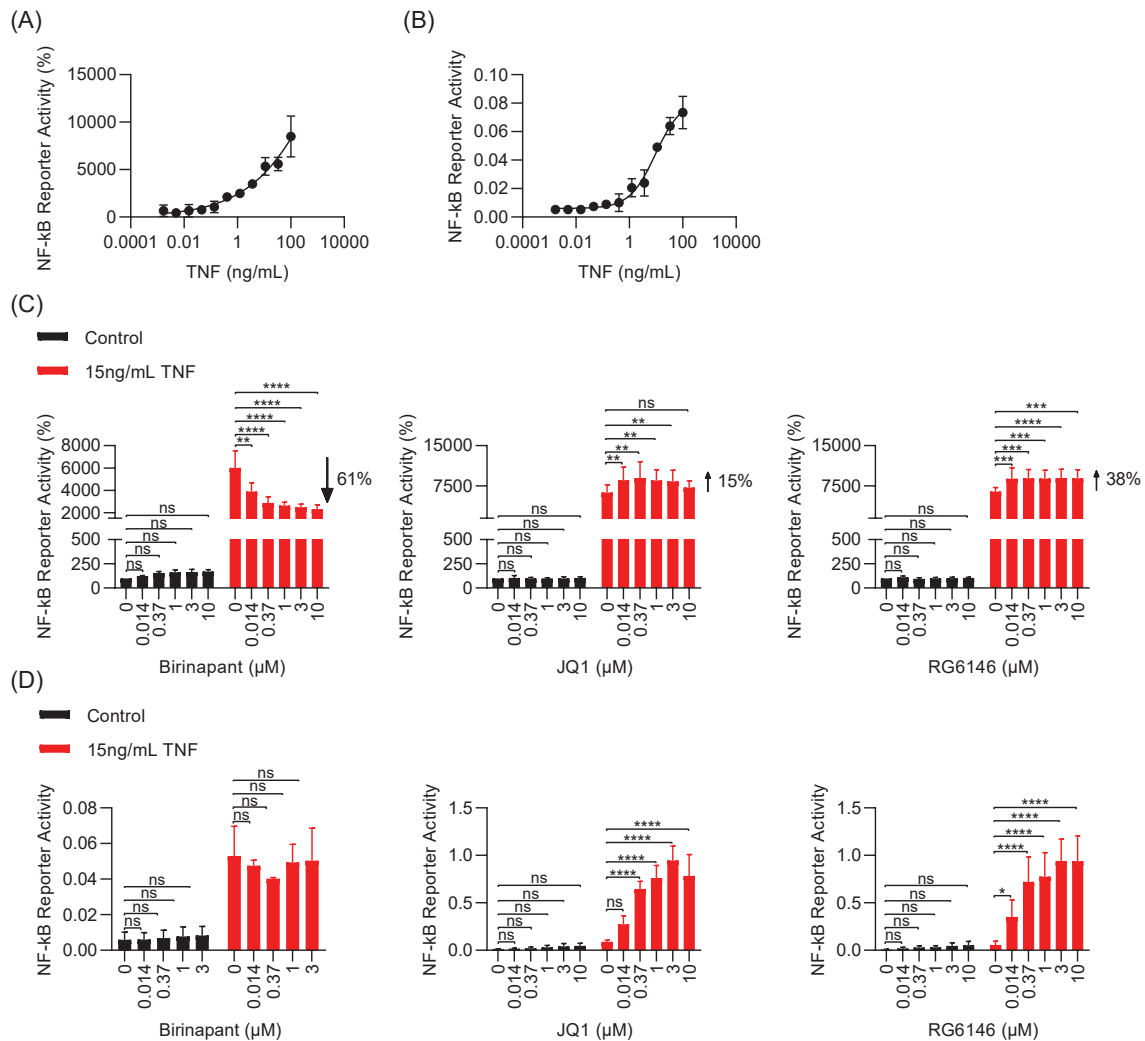 (A)
NF-kB Reporter Activity (%)
15000
10000
5000
0
0.0001
0.01
1
100
10000
TNF (ng/mL)
(B)
NF-kB Reporter Activity
0.10
0.08
0.06
0.04
0.02
0.00
0.0001
0.01
1
100
10000
TNF (ng/mL)
(C)
Control
15ng/mL TNF
NF-kB Reporter Activity (%)
8000
6000
4000
2000
500
250
0
ns
ns
ns
ns
ns
****
****
****
****
**
61%
0
0.014
0.37
1
3
10
0
0.014
0.37
1
3
10
Birinapant (µM)
NF-kB Reporter Activity (%)
15000
7500
500
250
0
ns
ns
ns
ns
ns
ns
**
**
**
**
15%
0
0.014
0.37
1
3
10
0
0.014
0.37
1
3
10
JQ1 (µM)
NF-kB Reporter Activity (%)
15000
7500
500
250
0
ns
ns
ns
ns
ns
***
****
***
***
***
38%
0
0.014
0.37
1
3
10
0
0.014
0.37
1
3
10
RG6146 (µM)
(D)
Control
15ng/mL TNF
NF-kB Reporter Activity
0.08
0.06
0.04
0.02
0.00
ns
ns
ns
ns
ns
ns
ns
ns
0
0.014
0.37
1
3
0
0.014
0.37
1
3
Birinapant (µM)
NF-kB Reporter Activity
1.5
1.0
0.5
0.0
ns
ns
ns
ns
ns
****
****
****
****
ns
0
0.014
0.37
1
3
10
0
0.014
0.37
1
3
10
JQ1 (µM)
NF-kB Reporter Activity
1.5
1.0
0.5
0.0
ns
ns
ns
ns
ns
****
****
****
****
*
0
0.014
0.37
1
3
10
0
0.014
0.37
1
3
10
RG6146 (µM)